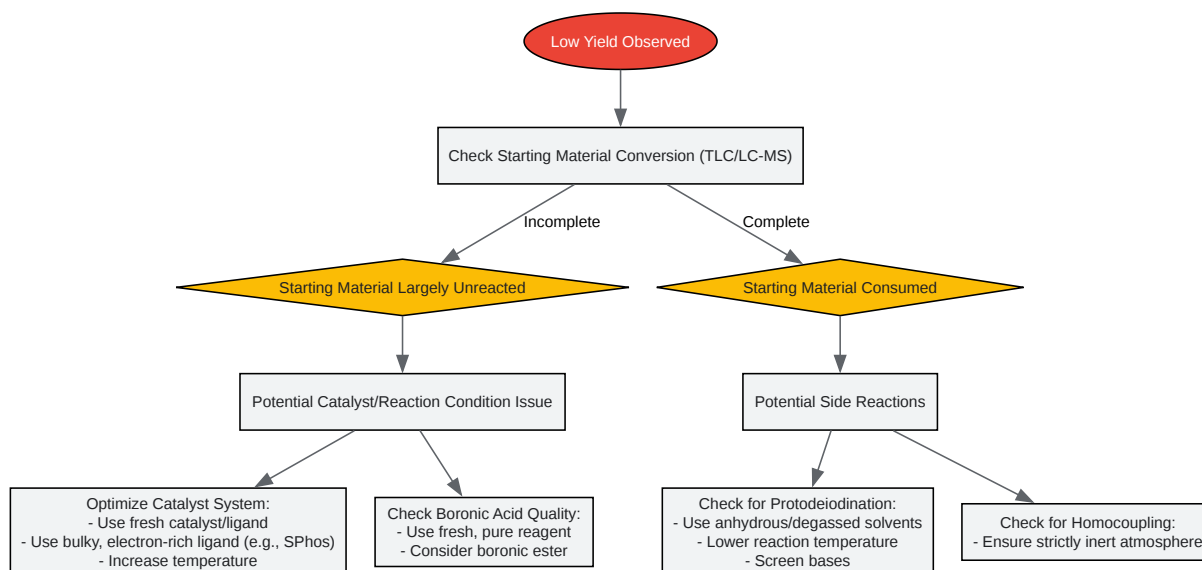 Low Yield Observed
Check Starting Material Conversion (TLC/LC-MS)
Incomplete
Complete
Starting Material Largely Unreacted
Starting Material Consumed
Potential Catalyst/Reaction Condition Issue
Potential Side Reactions
Optimize Catalyst System:
- Use fresh catalyst/ligand
- Use bulky, electron-rich ligand (e.g., SPhos)
- Increase temperature
Check Boronic Acid Quality:
- Use fresh, pure reagent
- Consider boronic ester
Check for Protodeiodination:
- Use anhydrous/degassed solvents
- Lower reaction temperature
- Screen bases
Check for Homocoupling:
- Ensure strictly inert atmosphere